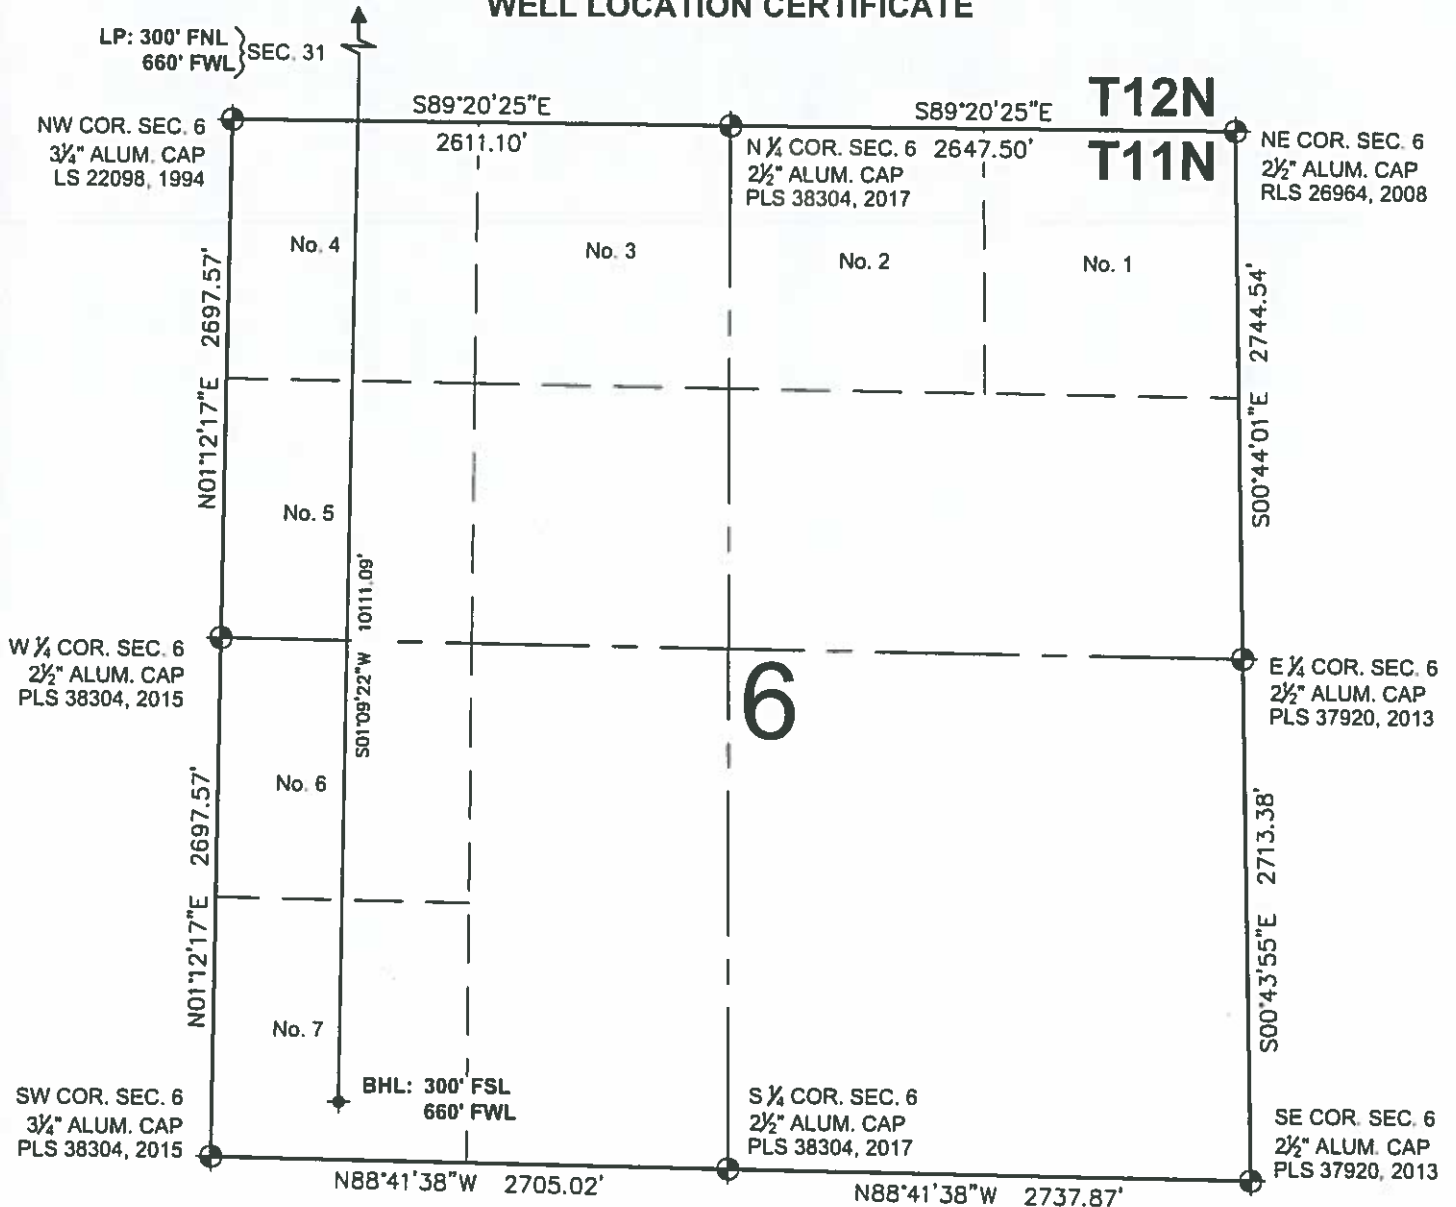 WELL LOCATION CERTIFICATE
LP: 300' FNL
660' FWL
SEC. 31
T12N
S89°20'25"E
S89°20'25"E
NW COR. SEC. 6
3¼" ALUM. CAP
LS 22098, 1994
2611.10'
N ¼ COR. SEC. 6
2½" ALUM. CAP
PLS 38304, 2017
2647.50'
T11N
NE COR. SEC. 6
2½" ALUM. CAP
RLS 26964, 2008
No. 4
No. 3
No. 2
No. 1
N01°12'17"E 2697.57'
S00°44'01"E 2744.54'
No. 5
S01°09'22"W 10111.09'
W ¼ COR. SEC. 6
2½" ALUM. CAP
PLS 38304, 2015
6
E ¼ COR. SEC. 6
2½" ALUM. CAP
PLS 37920, 2013
No. 6
N01°12'17"E 2697.57'
S00°43'55"E 2713.38'
No. 7
BHL: 300' FSL
660' FWL
SW COR. SEC. 6
3¼" ALUM. CAP
PLS 38304, 2015
S ¼ COR. SEC. 6
2½" ALUM. CAP
PLS 38304, 2017
SE COR. SEC. 6
2½" ALUM. CAP
PLS 37920, 2013
N88°41'38"W 2705.02'
N88°41'38"W 2737.87'